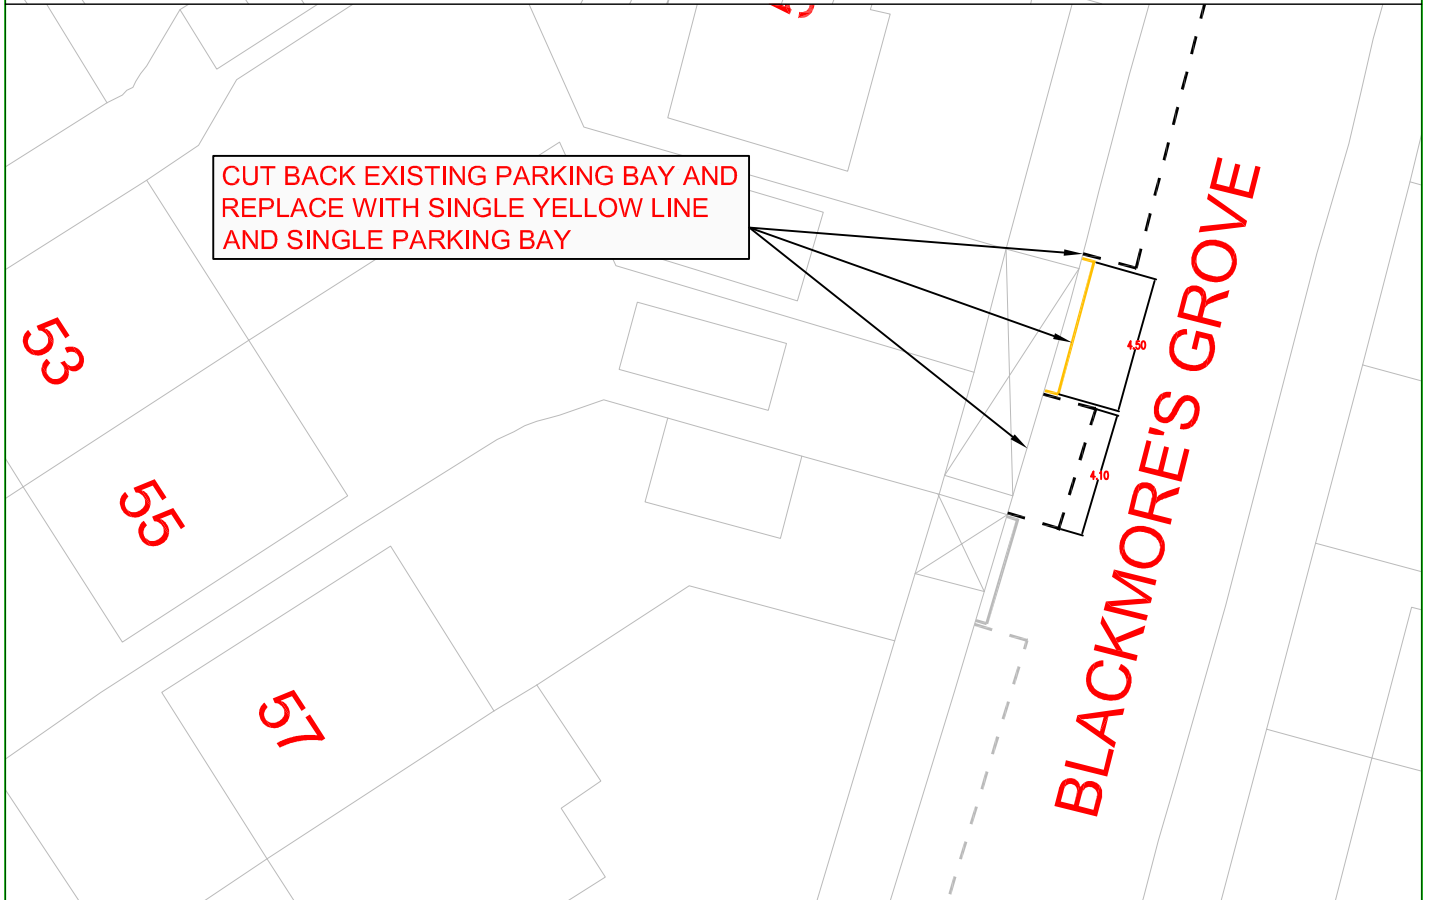 CUT BACK EXISTING PARKING BAY AND
REPLACE WITH SINGLE YELLOW LINE
AND SINGLE PARKING BAY
53
55
57
4.50
4.10
BLACKMORE'S GROVE